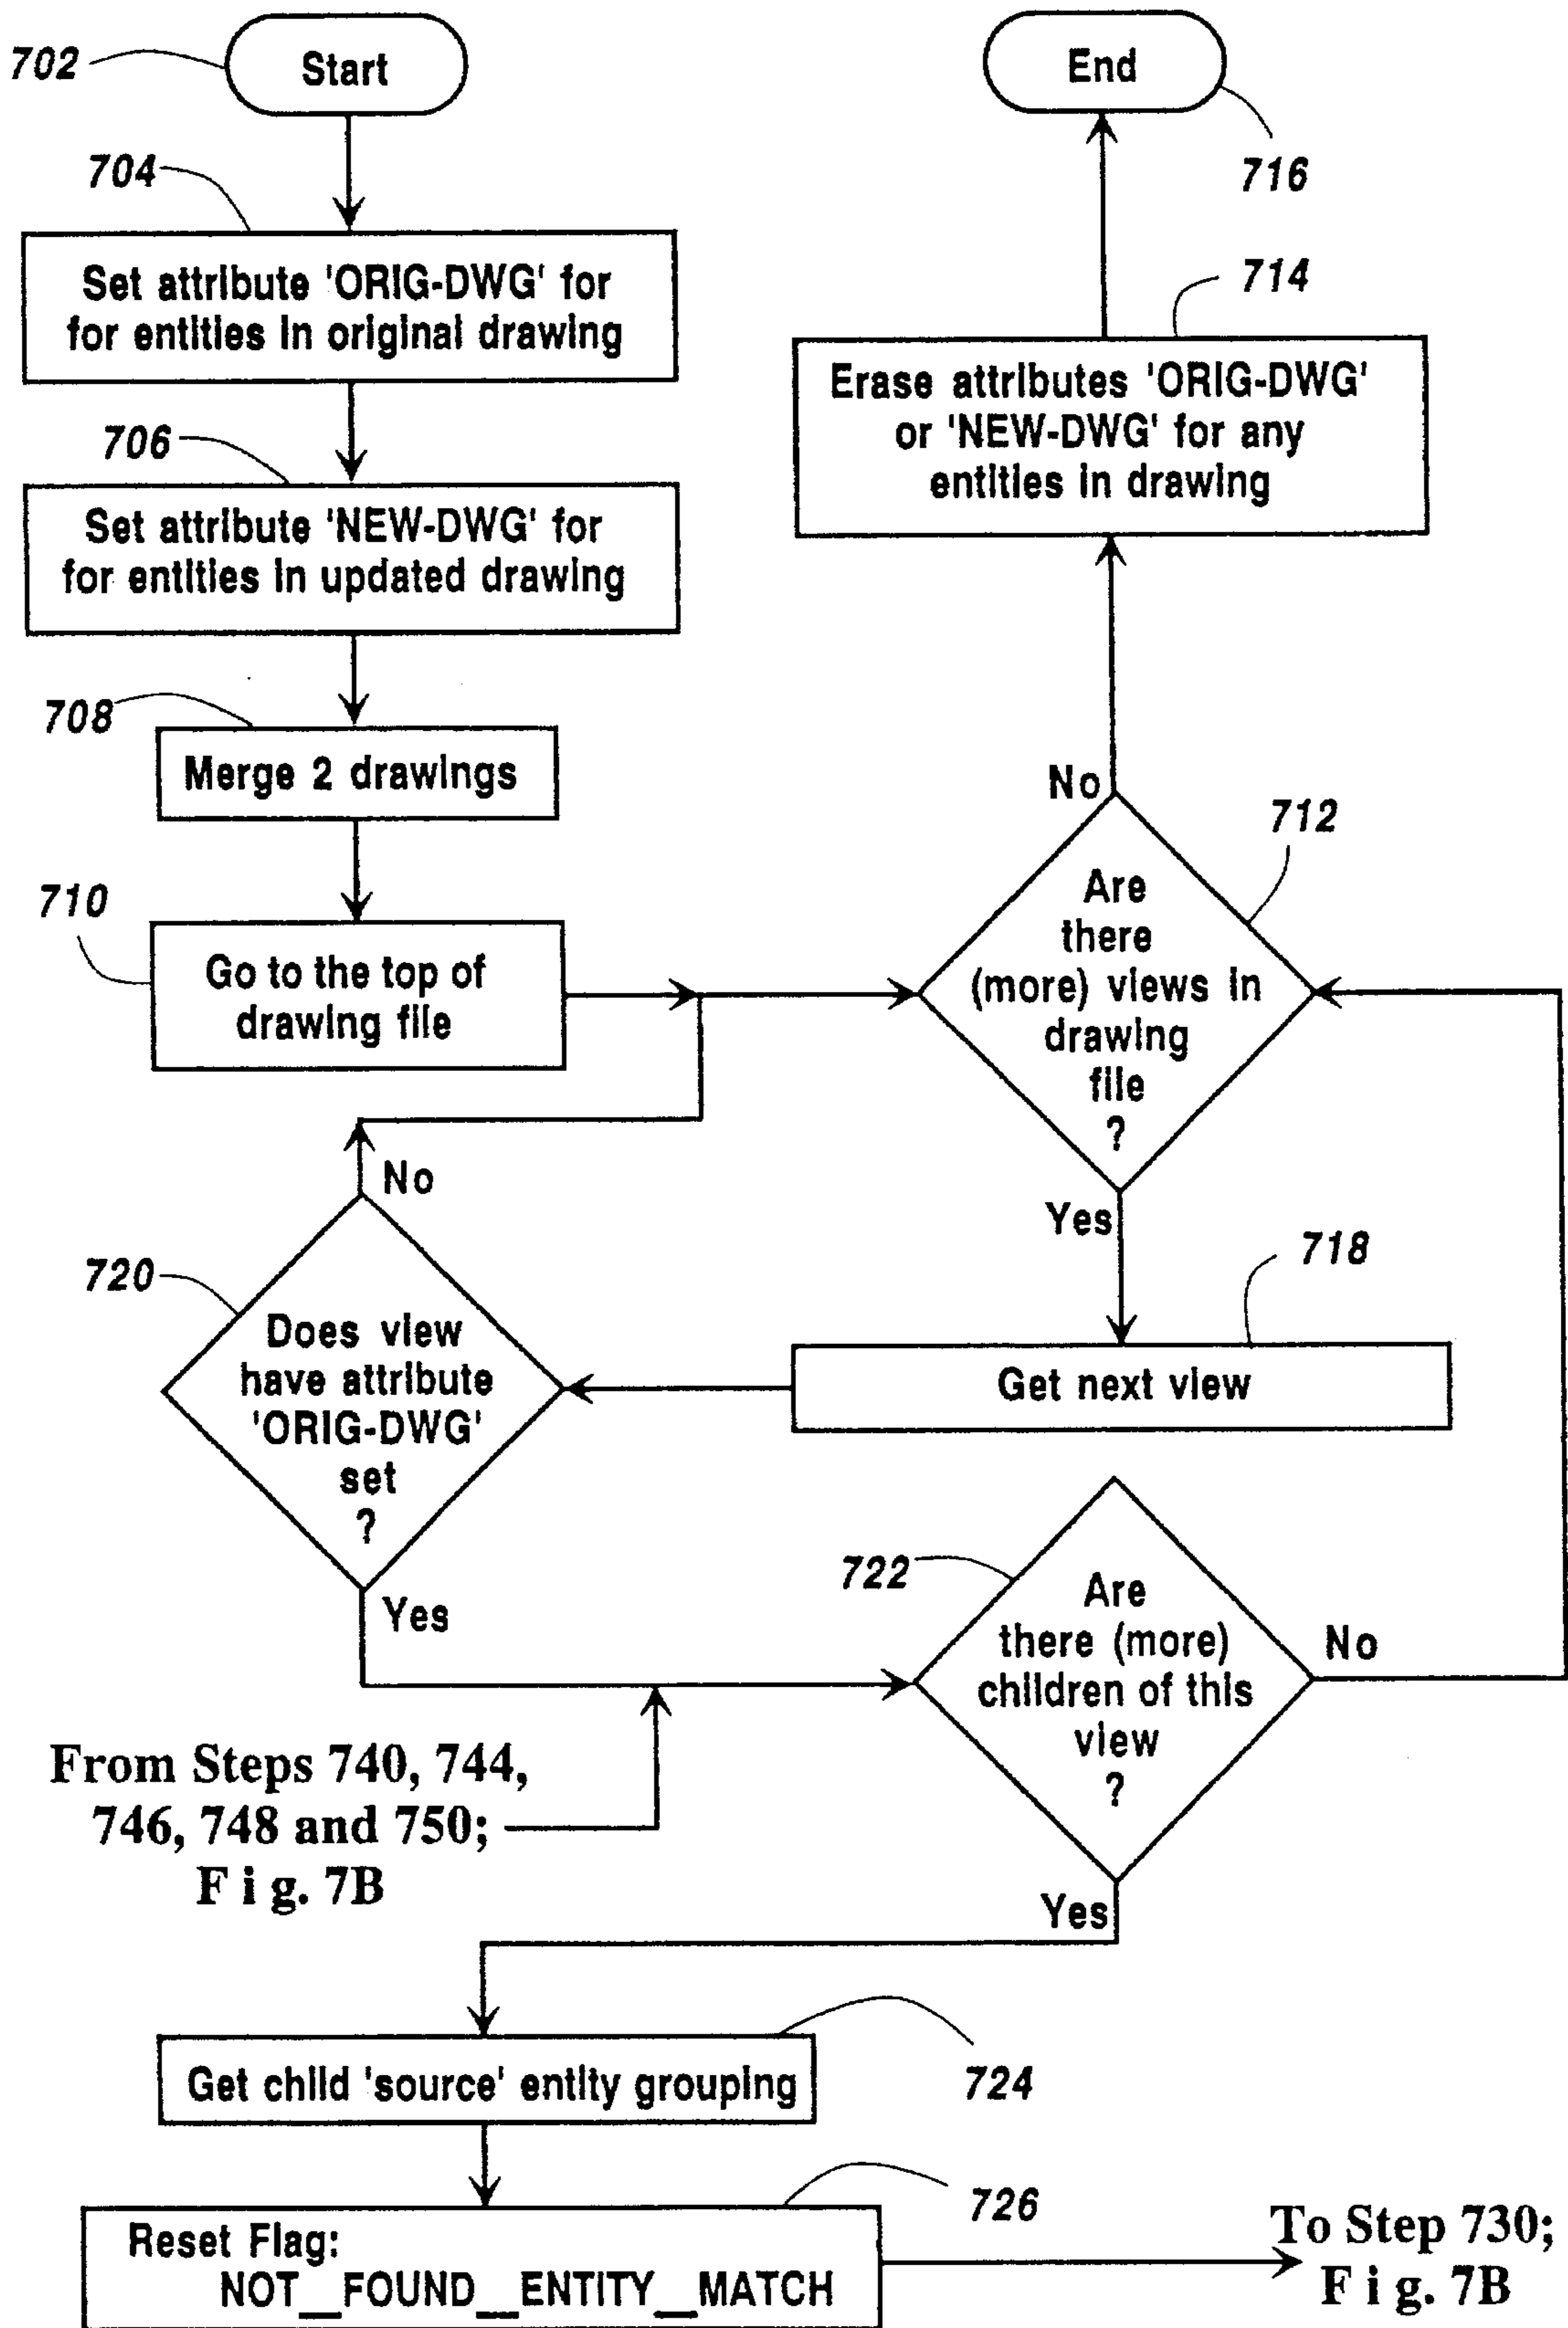 702
Start
704
Set attribute 'ORIG-DWG' for
for entities in original drawing
706
Set attribute 'NEW-DWG' for
for entities in updated drawing
708
Merge 2 drawings
710
Go to the top of
drawing file
End
716
714
Erase attributes 'ORIG-DWG'
or 'NEW-DWG' for any
entities in drawing
No
712
Are
there
(more) views in
drawing
file
?
Yes
718
Get next view
No
720
Does view
have attribute
'ORIG-DWG'
set
?
Yes
722
Are
there (more)
children of this
view
?
No
From Steps 740, 744,
746, 748 and 750;
F i g. 7B
Yes
Get child 'source' entity grouping
724
726
Reset Flag:
NOT__FOUND__ENTITY__MATCH
To Step 730;
F i g. 7B